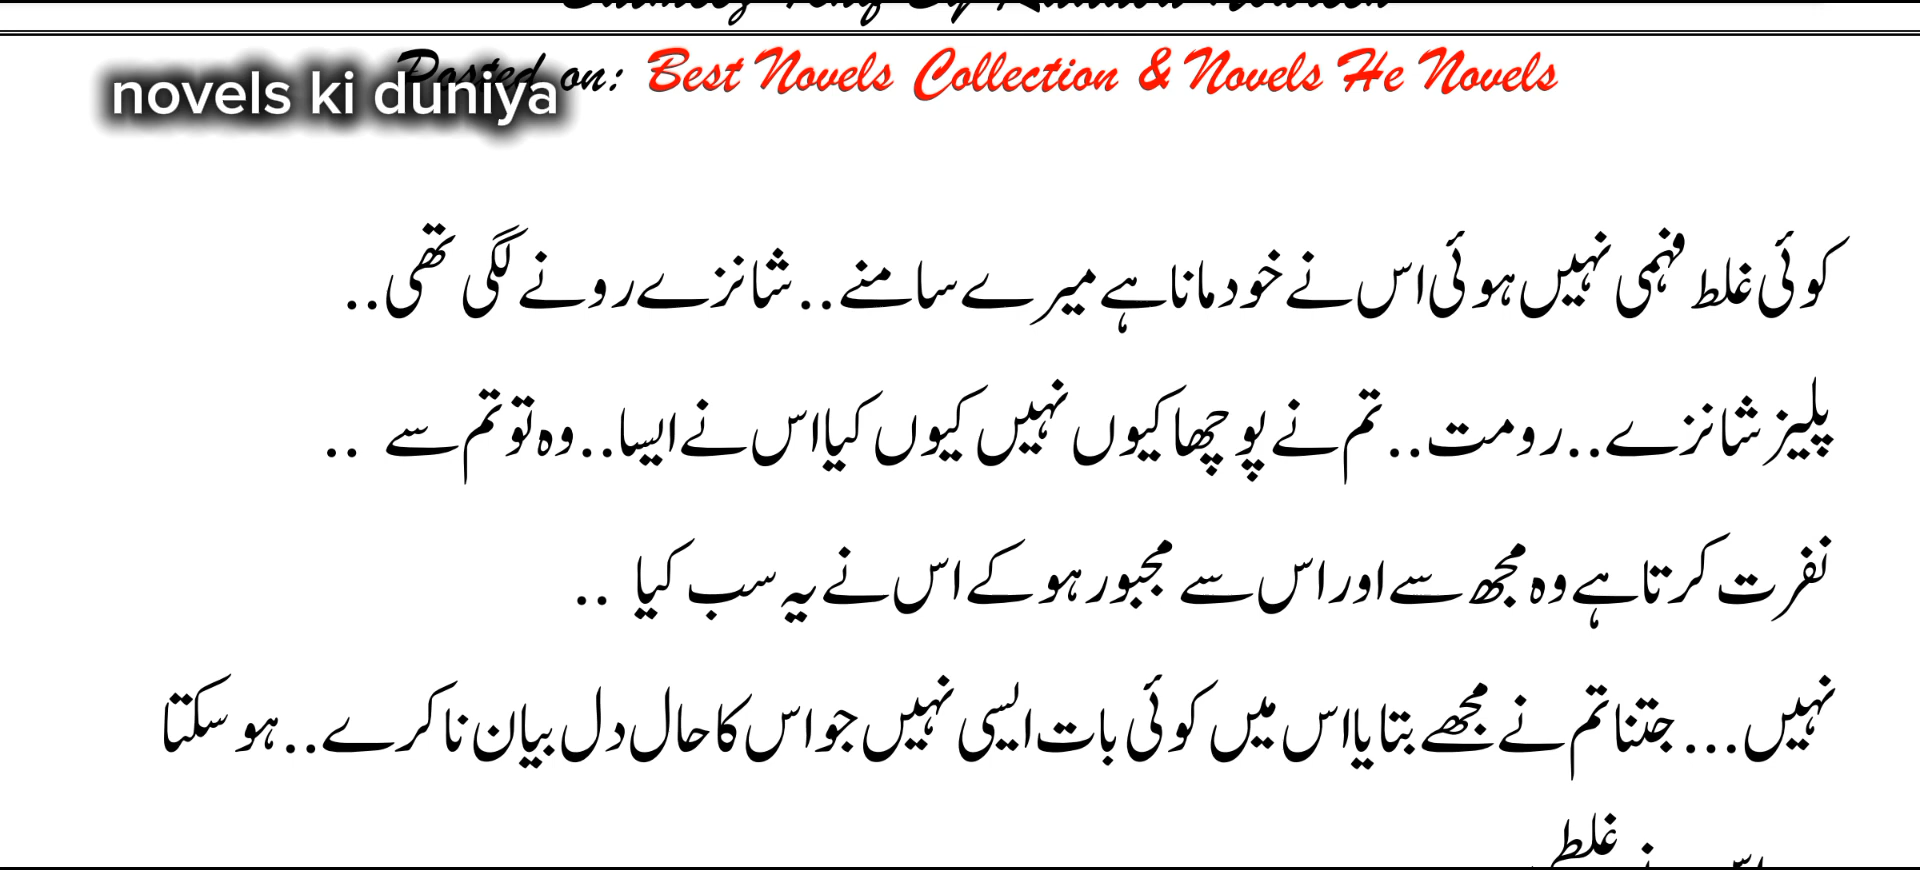 Posted on: Best Novels Collection & Novels He Novels
novels ki duniya
کوئی غلط فہمی نہیں ہوئی اس نے خود مانا ہے میرے سامنے..شانزے رونے لگی تھی..
پلیز شانزے..رومت..تم نے پوچھا کیوں نہیں کیوں کیا اس نے ایسا..وہ تو تم سے ..
نفرت کرتا ہے وہ مجھ سے اور اس سے مجبور ہو کے اس نے یہ سب کیا ..
نہیں...جتنا تم نے مجھے بتایا اس میں کوئی بات ایسی نہیں جو اس کا حال دل بیان نا کرے..ہو سکتا
غلط